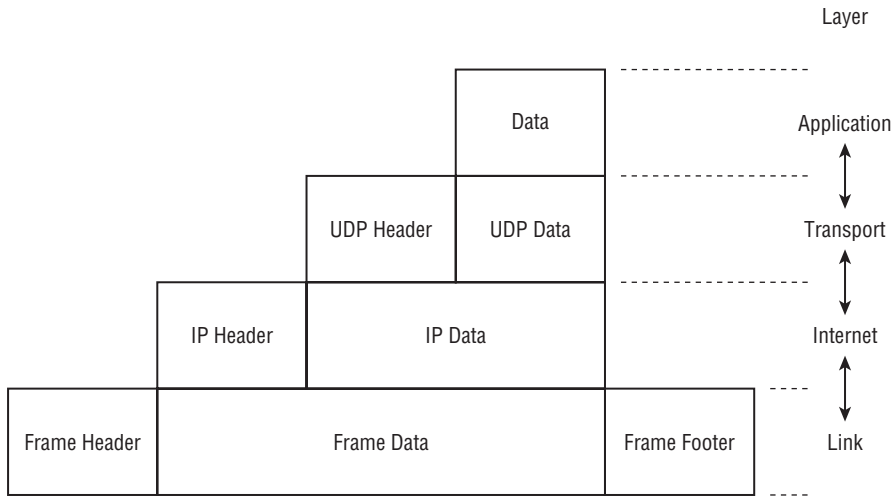 Layer
Data
Application
UDP Header
UDP Data
Transport
IP Header
IP Data
Internet
Frame Header
Frame Data
Frame Footer
Link